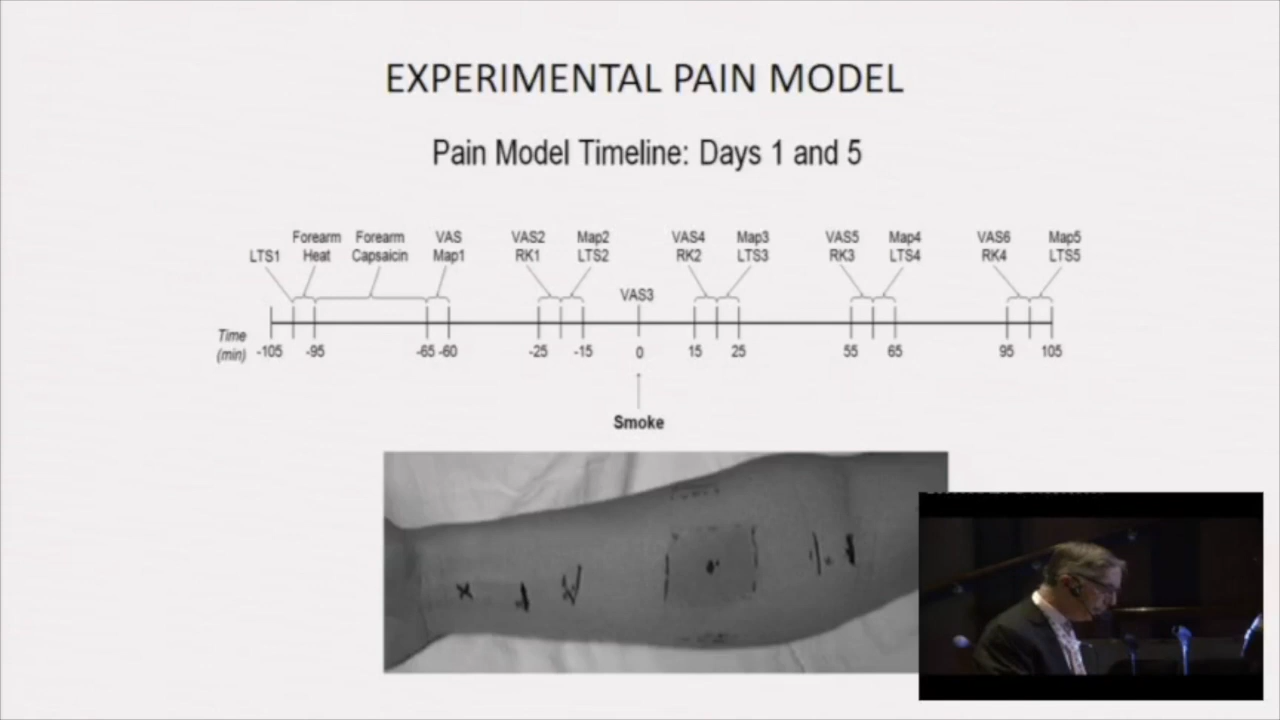 EXPERIMENTAL PAIN MODEL
Pain Model Timeline: Days 1 and 5
Forearm Forearm VAS VAS2 Map2 VAS4 Map3 VAS5 Map4 VAS6 Map5
LTS1 Heat Capsaicin Map1 RK1 LTS2 RK2 LTS3 RK3 LTS4 RK4 LTS5
VAS3
Time
(min) -105 -95 -65 -60 -25 -15 0 15 25 55 65 95 105
Smoke